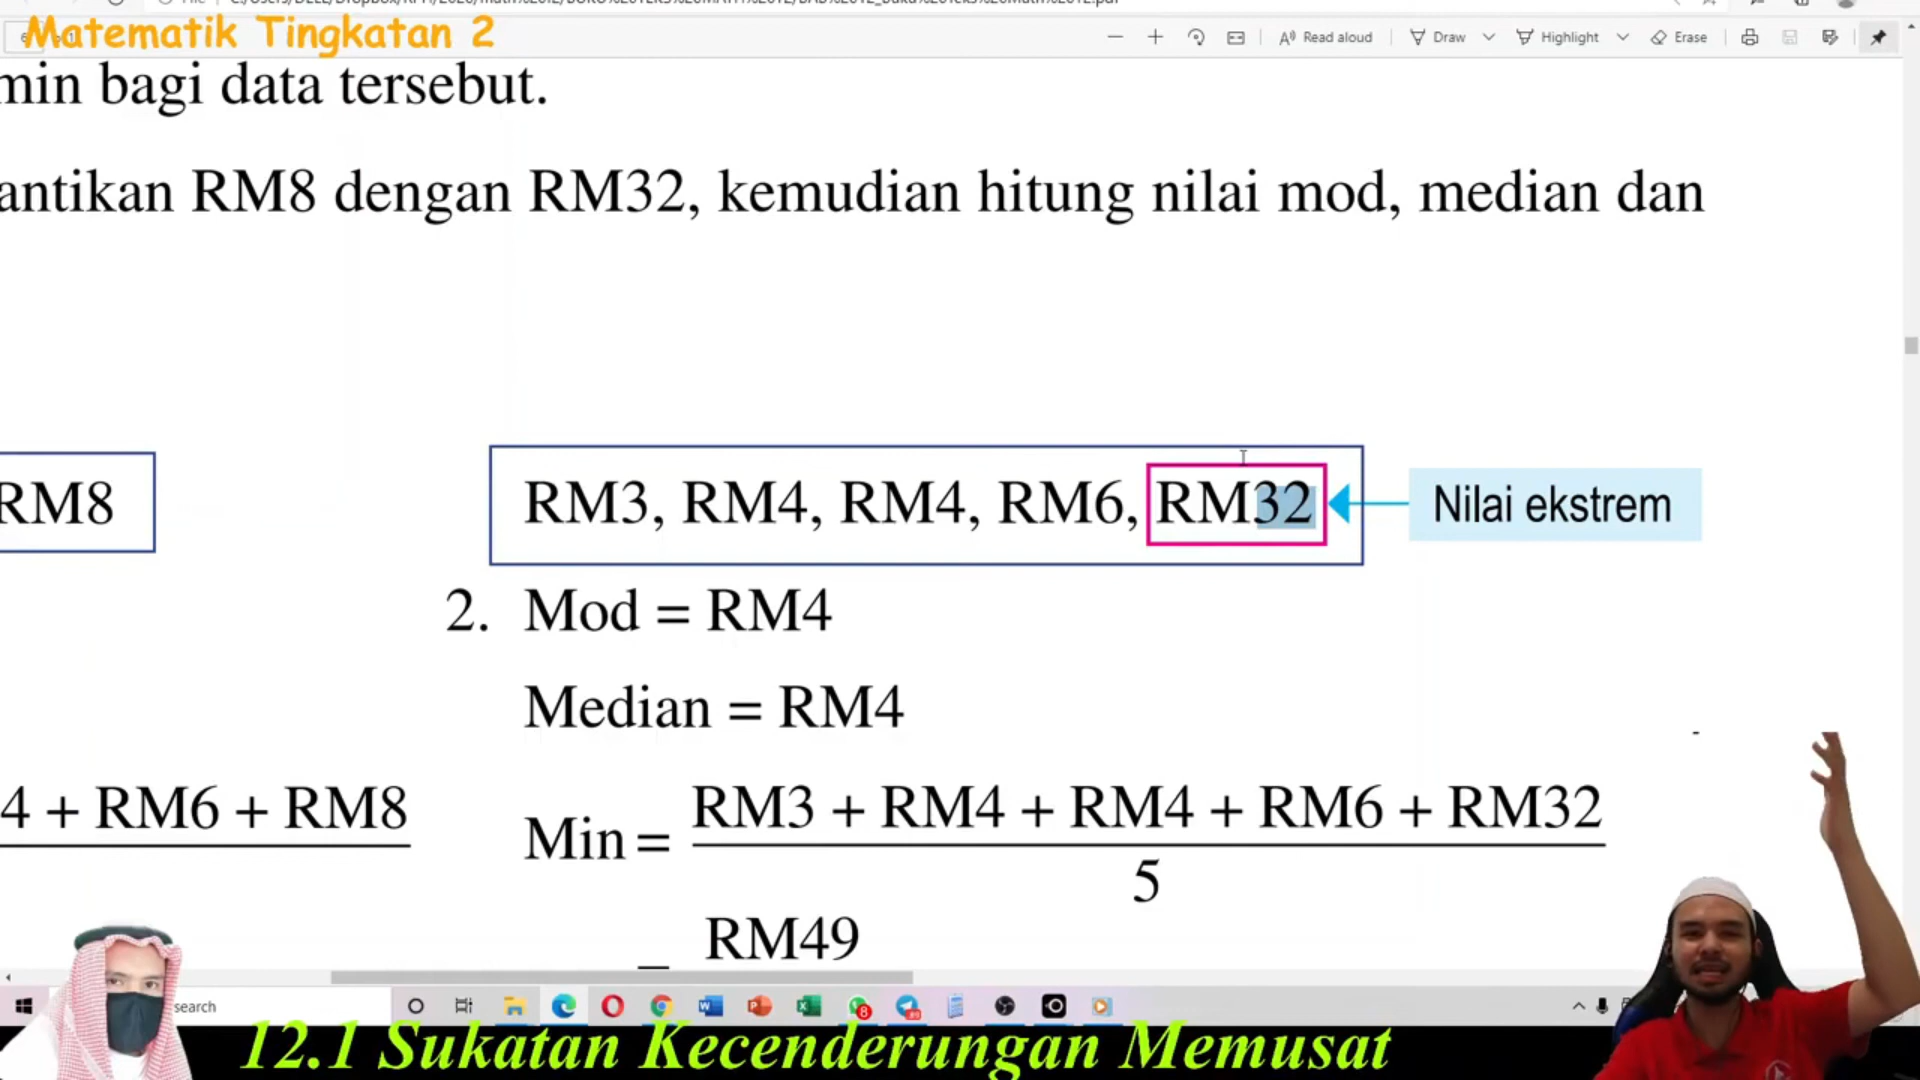 Matematik Tingkatan 2
Read aloud
Draw
Highlight
Erase
min bagi data tersebut.
antikan RM8 dengan RM32, kemudian hitung nilai mod, median dan
RM8
RM3, RM4, RM4, RM6, RM32
Nilai ekstrem
2. Mod = RM4
Median = RM4
4 + RM6 + RM8
Min = RM3 + RM4 + RM4 + RM6 + RM32
5
= RM49
search
8
12.1 Sukatan Kecenderungan Memusat